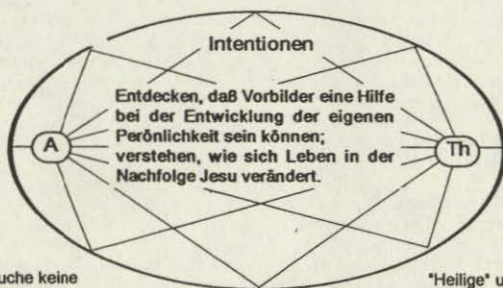 Intentionen
Entdecken, daß Vorbilder eine Hilfe
bei der Entwicklung der eigenen
Perönlichkeit sein können;
verstehen, wie sich Leben in der
Nachfolge Jesu verändert.
A
Th
uche keine
"Heilige" u